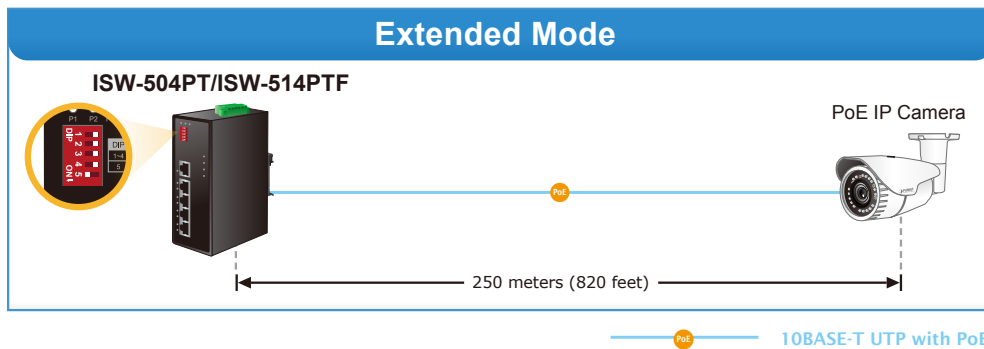 Extended Mode
ISW-504PT/ISW-514PTF
PoE IP Camera
P1 P2
DIP
1 2 3 4 5
ON
DIP
1~4
5
PoE
250 meters (820 feet)
PoE
10BASE-T UTP with PoE